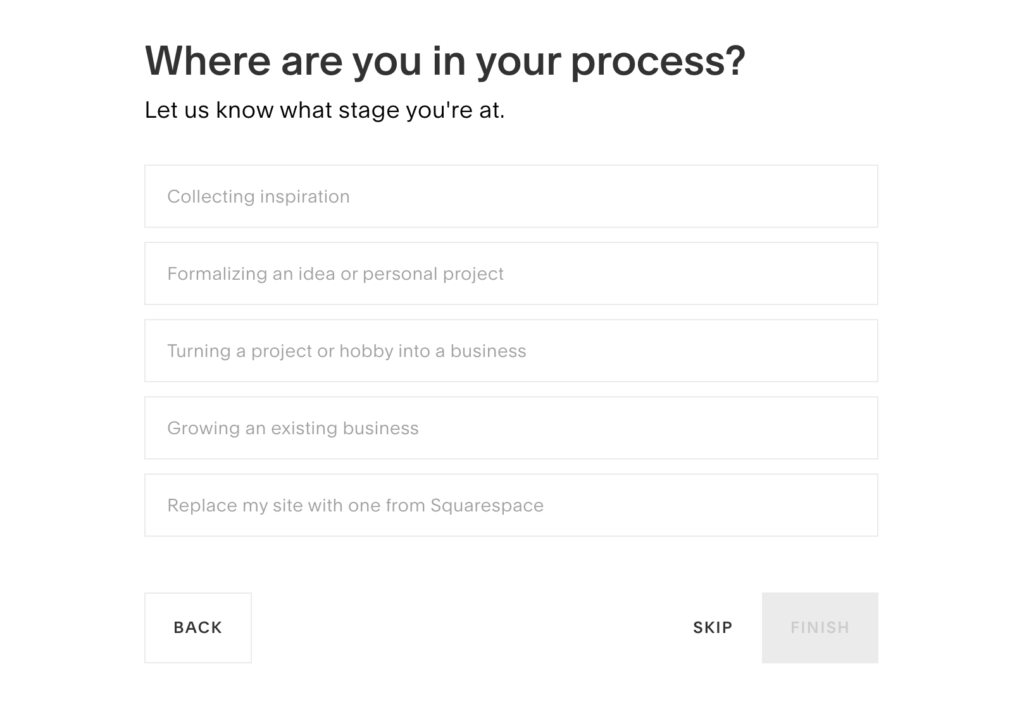 Where are you in your process?
Let us know what stage you're at.
Collecting inspiration
Formalizing an idea or personal project
Turning a project or hobby into a business
Growing an existing business
Replace my site with one from Squarespace
BACK
SKIP
FINISH